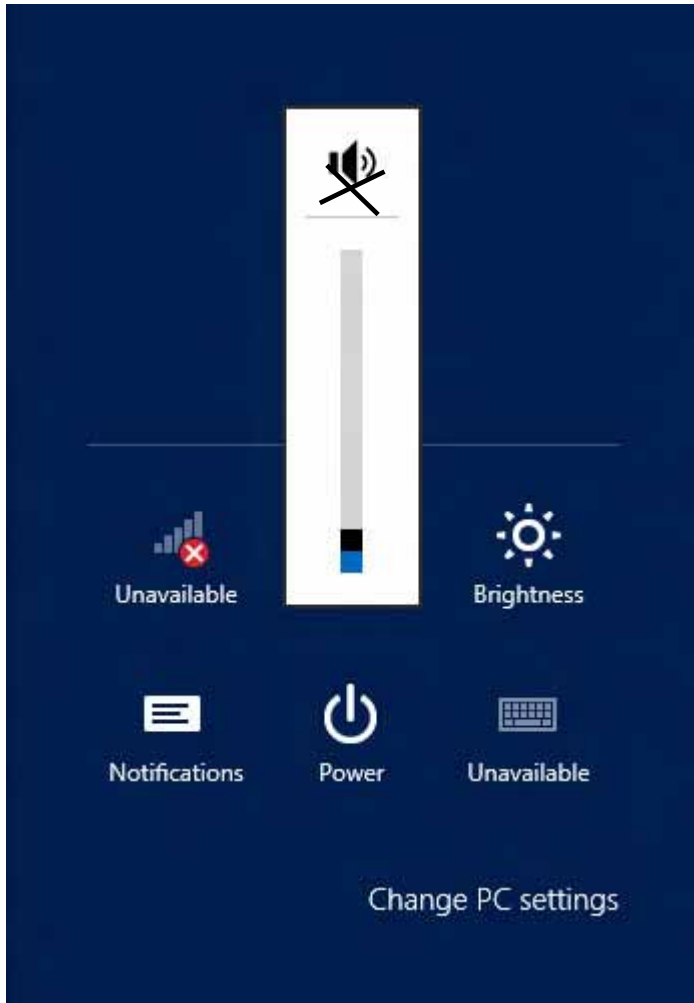 Unavailable
Brightness
Notifications
Power
Unavailable
Change PC settings